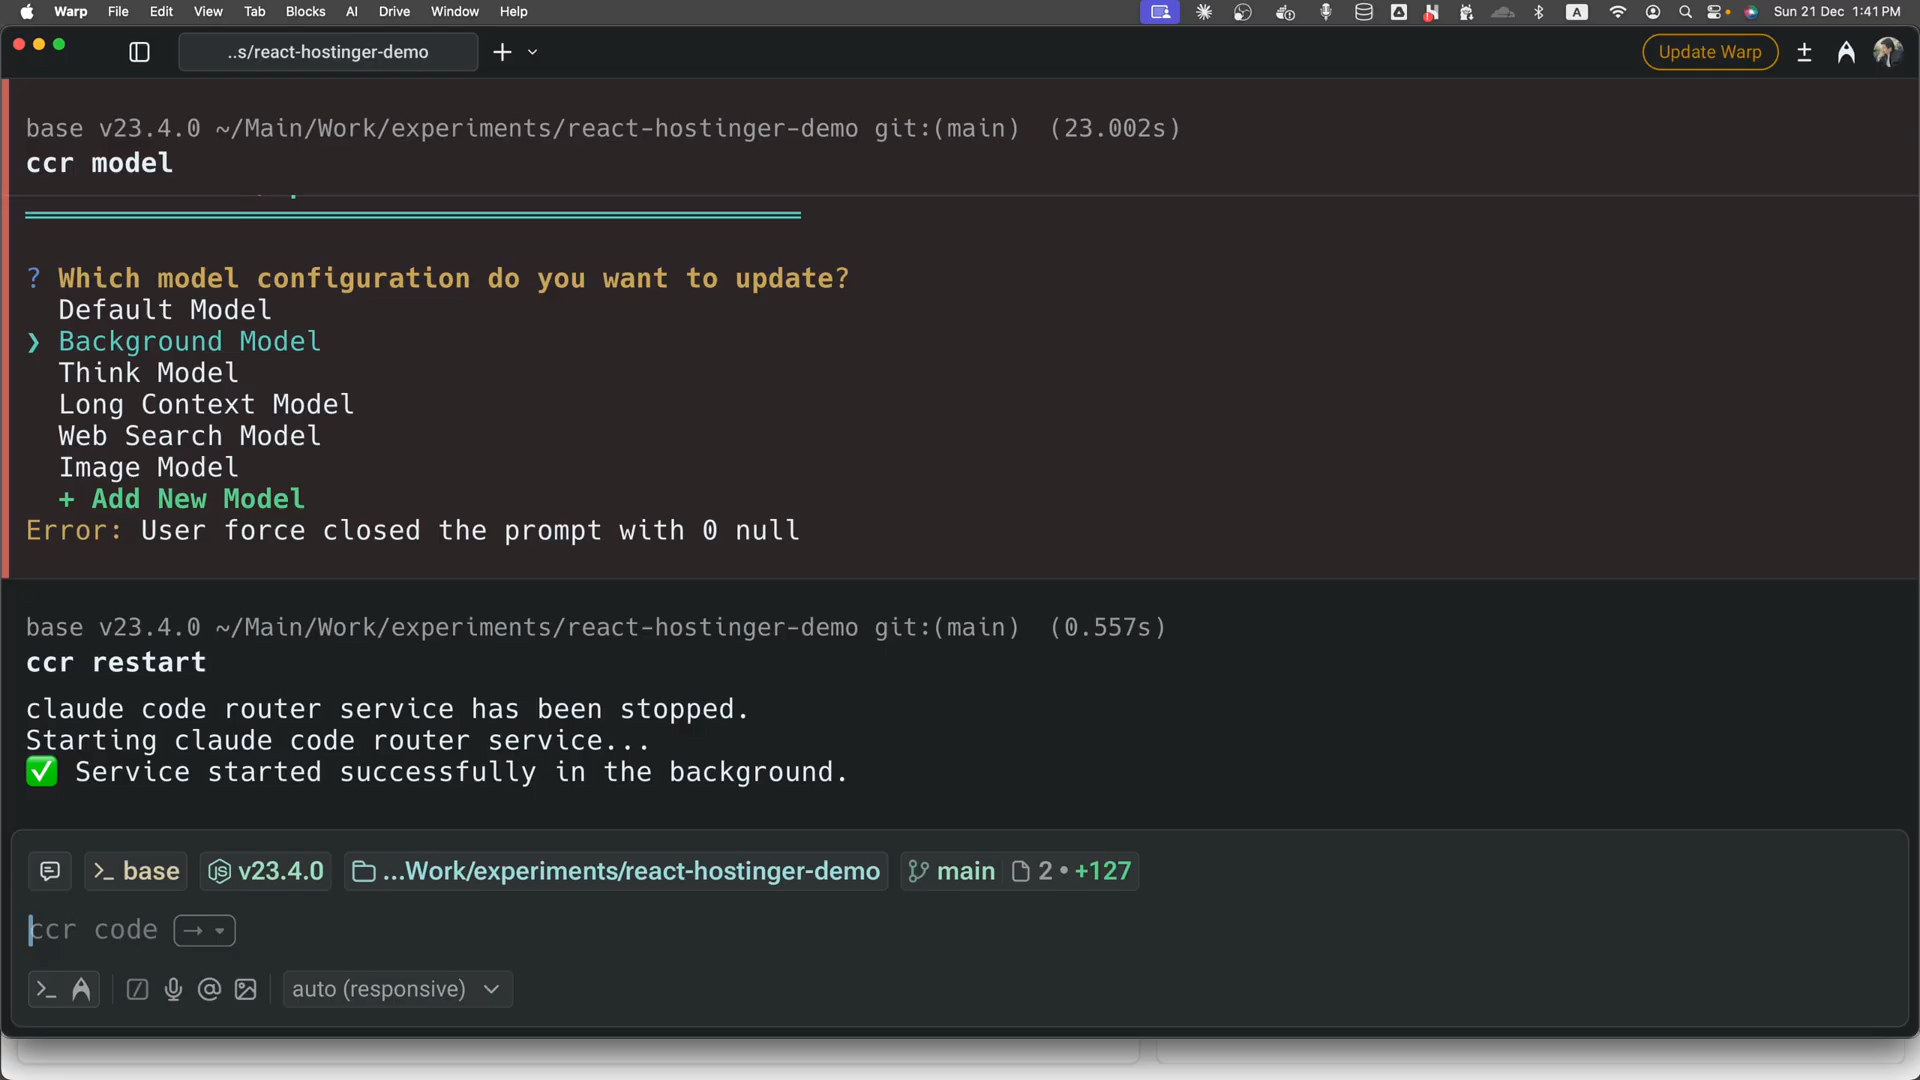 Warp File Edit View Tab Blocks AI Drive Window Help A Sun 21 Dec 1:41 PM
..s/react-hostinger-demo Update Warp
base v23.4.0 ~/Main/Work/experiments/react-hostinger-demo git:(main) (23.002s)
ccr model
? Which model configuration do you want to update?
Default Model
❯ Background Model
Think Model
Long Context Model
Web Search Model
Image Model
+ Add New Model
Error: User force closed the prompt with 0 null
base v23.4.0 ~/Main/Work/experiments/react-hostinger-demo git:(main) (0.557s)
ccr restart
claude code router service has been stopped.
Starting claude code router service...
✅ Service started successfully in the background.
>_ base v23.4.0 ...Work/experiments/react-hostinger-demo main 2 • +127
ccr code →
>_ / @ auto (responsive)